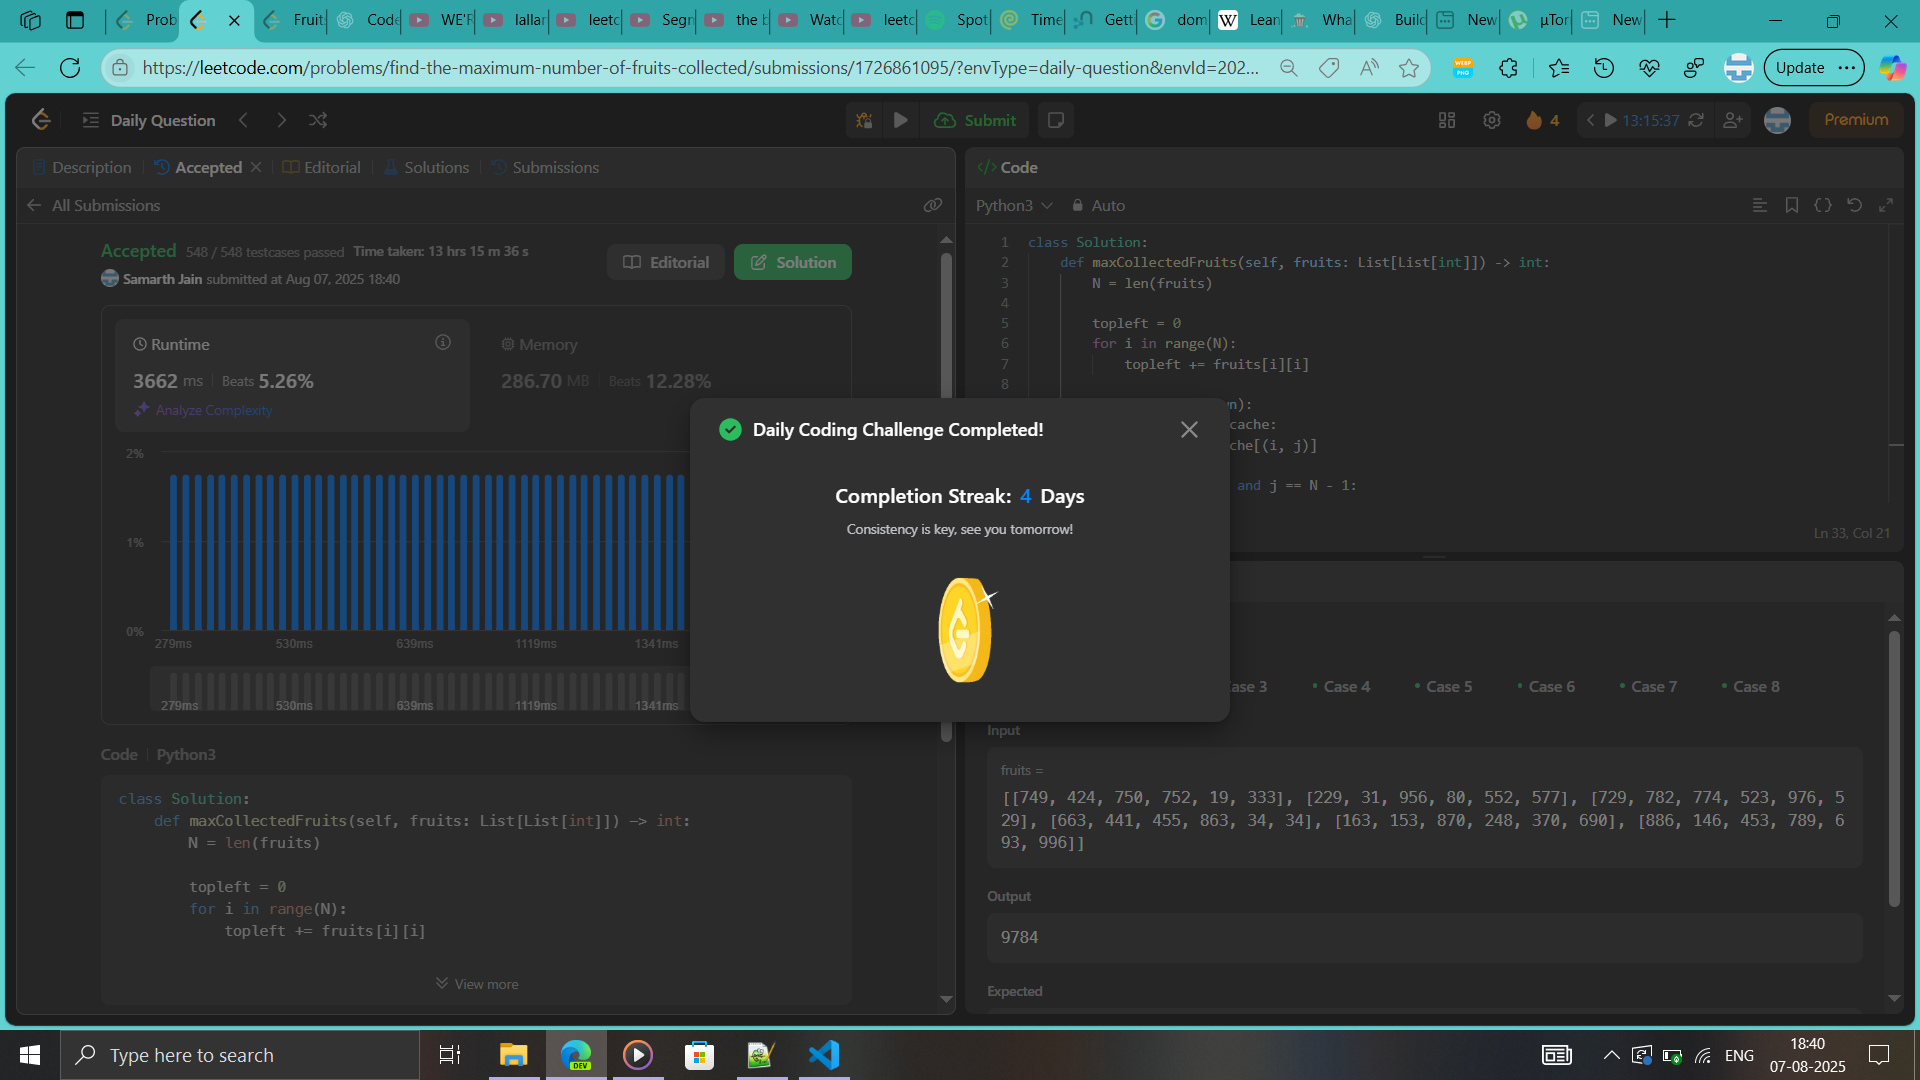 Prob
Fruit
Code
WE'R
lallar
leetc
Segn
the b
Watc
leetc
Spot
Time
Gett
dom
Lean
Wha
Build
New
µTor
New
https://leetcode.com/problems/find-the-maximum-number-of-fruits-collected/submissions/1726861095/?envType=daily-question&envId=202...
Update
Daily Question
Submit
4
13:15:37
Premium
Description
Accepted
Editorial
Solutions
Submissions
All Submissions
Accepted 548 / 548 testcases passed Time taken: 13 hrs 15 m 36 s
Samarth Jain submitted at Aug 07, 2025 18:40
Editorial
Solution
Runtime
3662 ms Beats 5.26%
Analyze Complexity
Memory
286.70 MB Beats 12.28%
2%
1%
0%
279ms 530ms 639ms 1119ms 1341ms
279ms 530ms 639ms 1119ms 1341ms
Code Python3
class Solution:
def maxCollectedFruits(self, fruits: List[List[int]]) -> int:
N = len(fruits)
topleft = 0
for i in range(N):
topleft += fruits[i][i]
View more
Daily Coding Challenge Completed!
Completion Streak: 4 Days
Consistency is key, see you tomorrow!
Code
Python3 Auto
1 class Solution:
2 def maxCollectedFruits(self, fruits: List[List[int]]) -> int:
3 N = len(fruits)
4
5 topleft = 0
6 for i in range(N):
7 topleft += fruits[i][i]
8
n):
cache:
che[(i, j)]
and j == N - 1:
Ln 33, Col 21
ase 3 Case 4 Case 5 Case 6 Case 7 Case 8
Input
fruits =
[[749, 424, 750, 752, 19, 333], [229, 31, 956, 80, 552, 577], [729, 782, 774, 523, 976, 5
29], [663, 441, 455, 863, 34, 34], [163, 153, 870, 248, 370, 690], [886, 146, 453, 789, 6
93, 996]]
Output
9784
Expected
Type here to search
DEV
ENG
18:40
07-08-2025